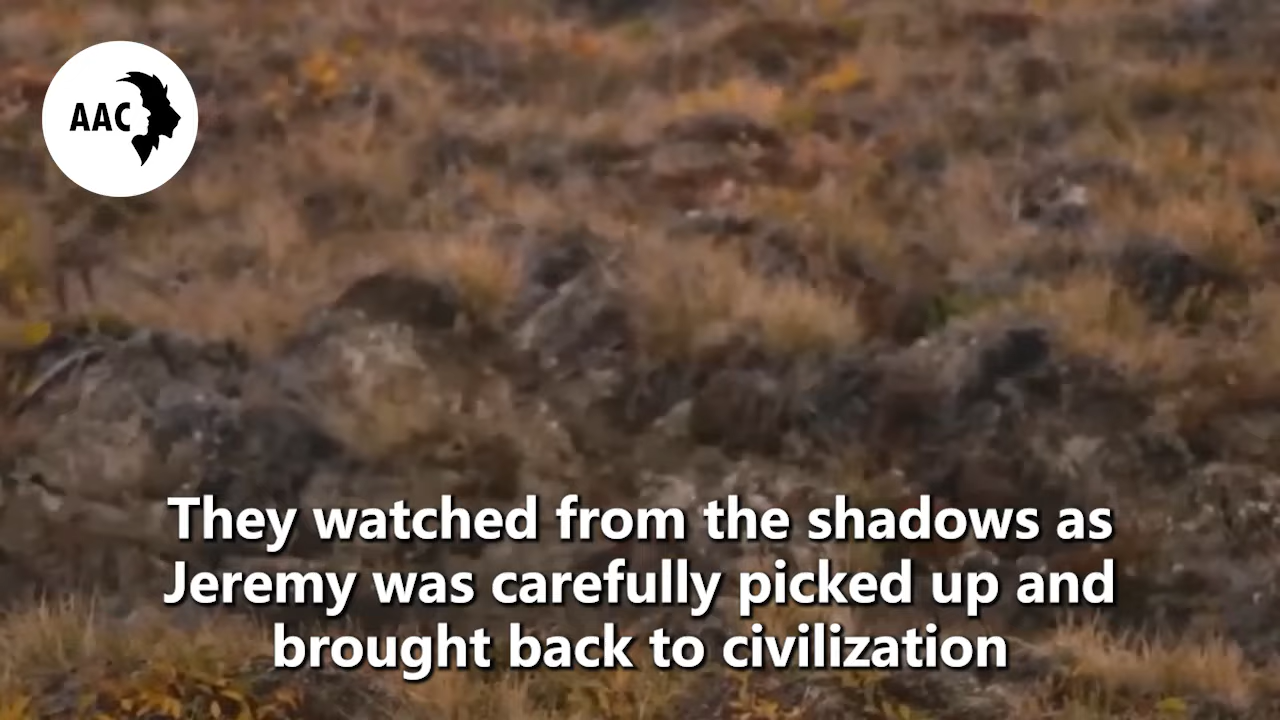 AAC
They watched from the shadows as
Jeremy was carefully picked up and
brought back to civilization